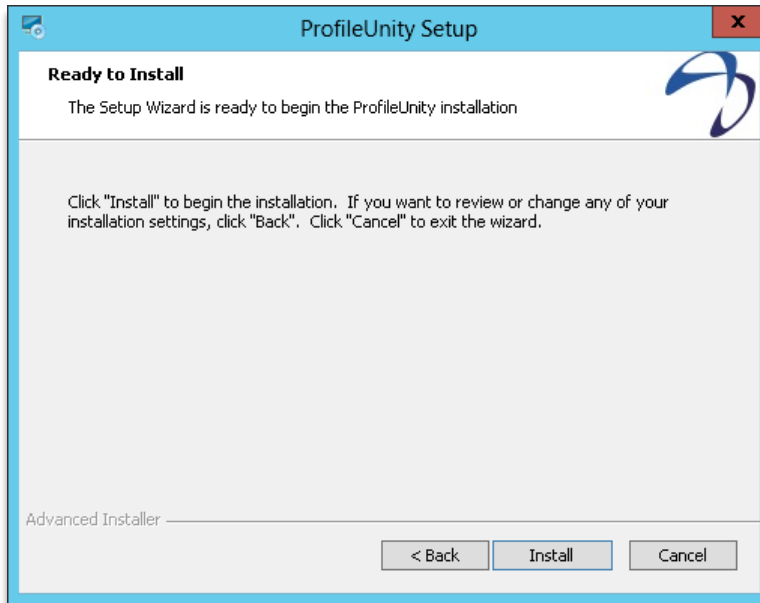 ProfileUnity Setup
x
Ready to Install
The Setup Wizard is ready to begin the ProfileUnity installation
Click "Install" to begin the installation. If you want to review or change any of your
installation settings, click "Back". Click "Cancel" to exit the wizard.
Advanced Installer
< Back Install Cancel